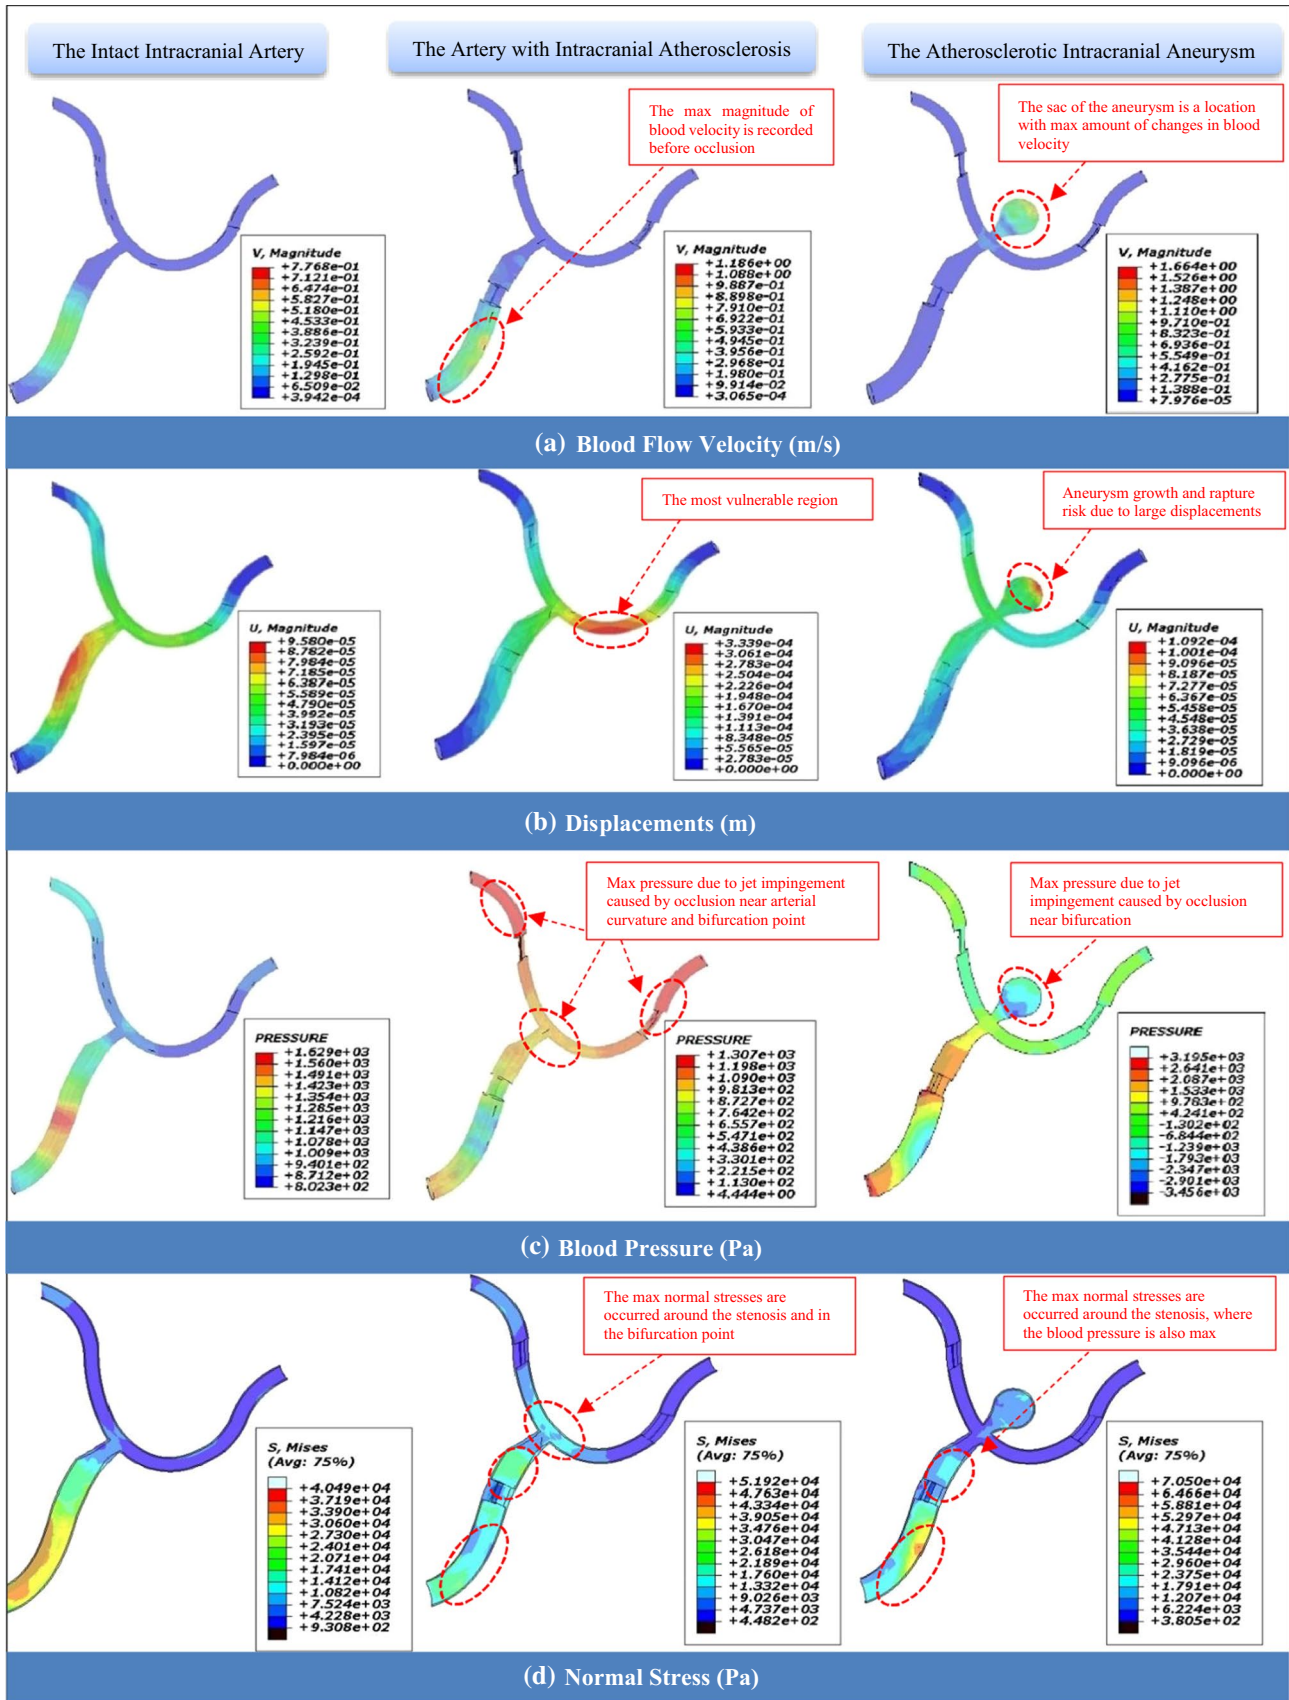 The Intact Intracranial Artery
The Artery with Intracranial Atherosclerosis
The Atherosclerotic Intracranial Aneurysm
The max magnitude of
blood velocity is recorded
before occlusion
The sac of the aneurysm is a location
with max amount of changes in blood
velocity
V, Magnitude
+7.768e-01
+7.121e-01
+6.474e-01
+5.827e-01
+5.180e-01
+4.533e-01
+3.886e-01
+3.239e-01
+2.592e-01
+1.945e-01
+1.298e-01
+6.509e-02
+3.942e-04
V, Magnitude
+1.186e+00
+1.088e+00
+9.887e-01
+8.898e-01
+7.910e-01
+6.922e-01
+5.933e-01
+4.945e-01
+3.956e-01
+2.968e-01
+1.980e-01
+9.914e-02
+3.065e-04
V, Magnitude
+1.664e+00
+1.526e+00
+1.387e+00
+1.248e+00
+1.110e+00
+9.710e-01
+8.323e-01
+6.936e-01
+5.549e-01
+4.162e-01
+2.775e-01
+1.388e-01
+7.976e-05
(a) Blood Flow Velocity (m/s)
The most vulnerable region
Aneurysm growth and rapture
risk due to large displacements
U, Magnitude
+9.580e-05
+8.782e-05
+7.984e-05
+7.185e-05
+6.387e-05
+5.589e-05
+4.790e-05
+3.992e-05
+3.193e-05
+2.395e-05
+1.597e-05
+7.984e-06
+0.000e+00
U, Magnitude
+3.339e-04
+3.061e-04
+2.783e-04
+2.504e-04
+2.226e-04
+1.948e-04
+1.670e-04
+1.391e-04
+1.113e-04
+8.348e-05
+5.565e-05
+2.783e-05
+0.000e+00
U, Magnitude
+1.092e-04
+1.001e-04
+9.096e-05
+8.187e-05
+7.277e-05
+6.367e-05
+5.458e-05
+4.548e-05
+3.638e-05
+2.729e-05
+1.819e-05
+9.096e-06
+0.000e+00
(b) Displacements (m)
Max pressure due to jet impingement
caused by occlusion near arterial
curvature and bifurcation point
Max pressure due to jet
impingement caused by occlusion
near bifurcation
PRESSURE
+1.629e+03
+1.560e+03
+1.491e+03
+1.423e+03
+1.354e+03
+1.285e+03
+1.216e+03
+1.147e+03
+1.078e+03
+1.009e+03
+9.401e+02
+8.712e+02
+8.023e+02
PRESSURE
+1.307e+03
+1.198e+03
+1.090e+03
+9.813e+02
+8.727e+02
+7.642e+02
+6.557e+02
+5.471e+02
+4.386e+02
+3.301e+02
+2.215e+02
+1.130e+02
+4.444e+00
PRESSURE
+3.195e+03
+2.641e+03
+2.087e+03
+1.533e+03
+9.783e+02
+4.241e+02
-1.302e+02
-6.844e+02
-1.239e+03
-1.793e+03
-2.347e+03
-2.901e+03
-3.456e+03
(c) Blood Pressure (Pa)
The max normal stresses are
occurred around the stenosis and in
the bifurcation point
The max normal stresses are
occurred around the stenosis, where
the blood pressure is also max
S, Mises
(Avg: 75%)
+4.049e+04
+3.719e+04
+3.390e+04
+3.060e+04
+2.730e+04
+2.401e+04
+2.071e+04
+1.741e+04
+1.412e+04
+1.082e+04
+7.524e+03
+4.228e+03
+9.308e+02
S, Mises
(Avg: 75%)
+5.192e+04
+4.763e+04
+4.334e+04
+3.905e+04
+3.476e+04
+3.047e+04
+2.618e+04
+2.189e+04
+1.760e+04
+1.332e+04
+9.026e+03
+4.737e+03
+4.482e+02
S, Mises
(Avg: 75%)
+7.050e+04
+6.466e+04
+5.881e+04
+5.297e+04
+4.713e+04
+4.128e+04
+3.544e+04
+2.960e+04
+2.375e+04
+1.791e+04
+1.207e+04
+6.224e+03
+3.805e+02
(d) Normal Stress (Pa)